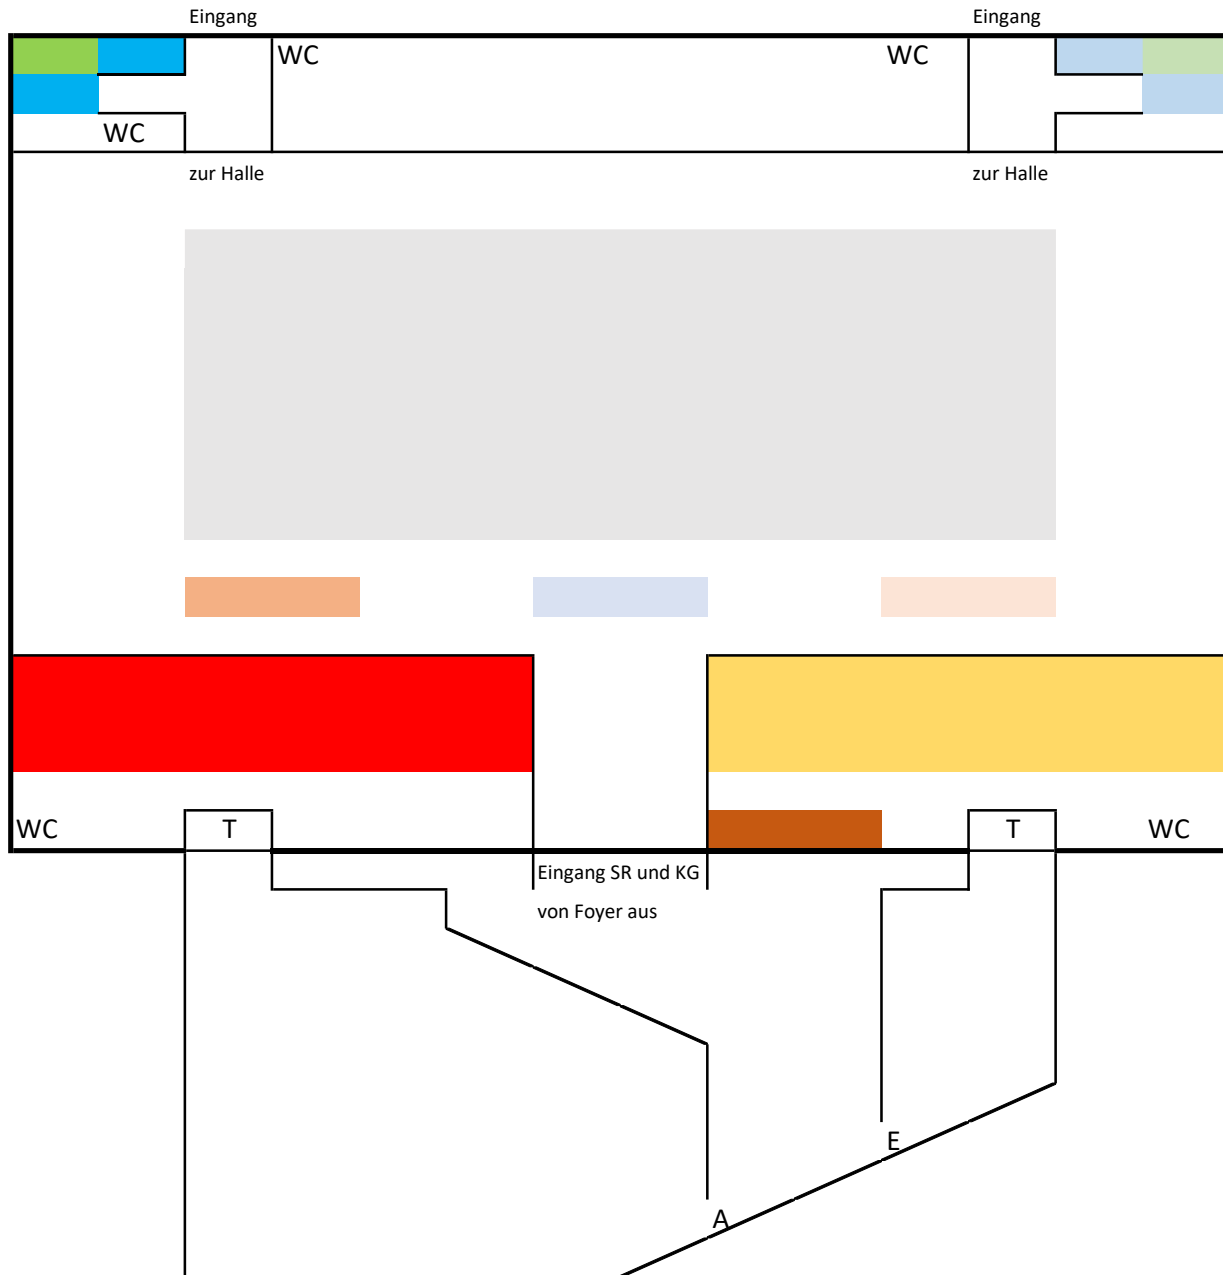 Eingang
Eingang
WC
WC
WC
zur Halle
zur Halle
WC
T
T
WC
Eingang SR und KG
von Foyer aus
E
A